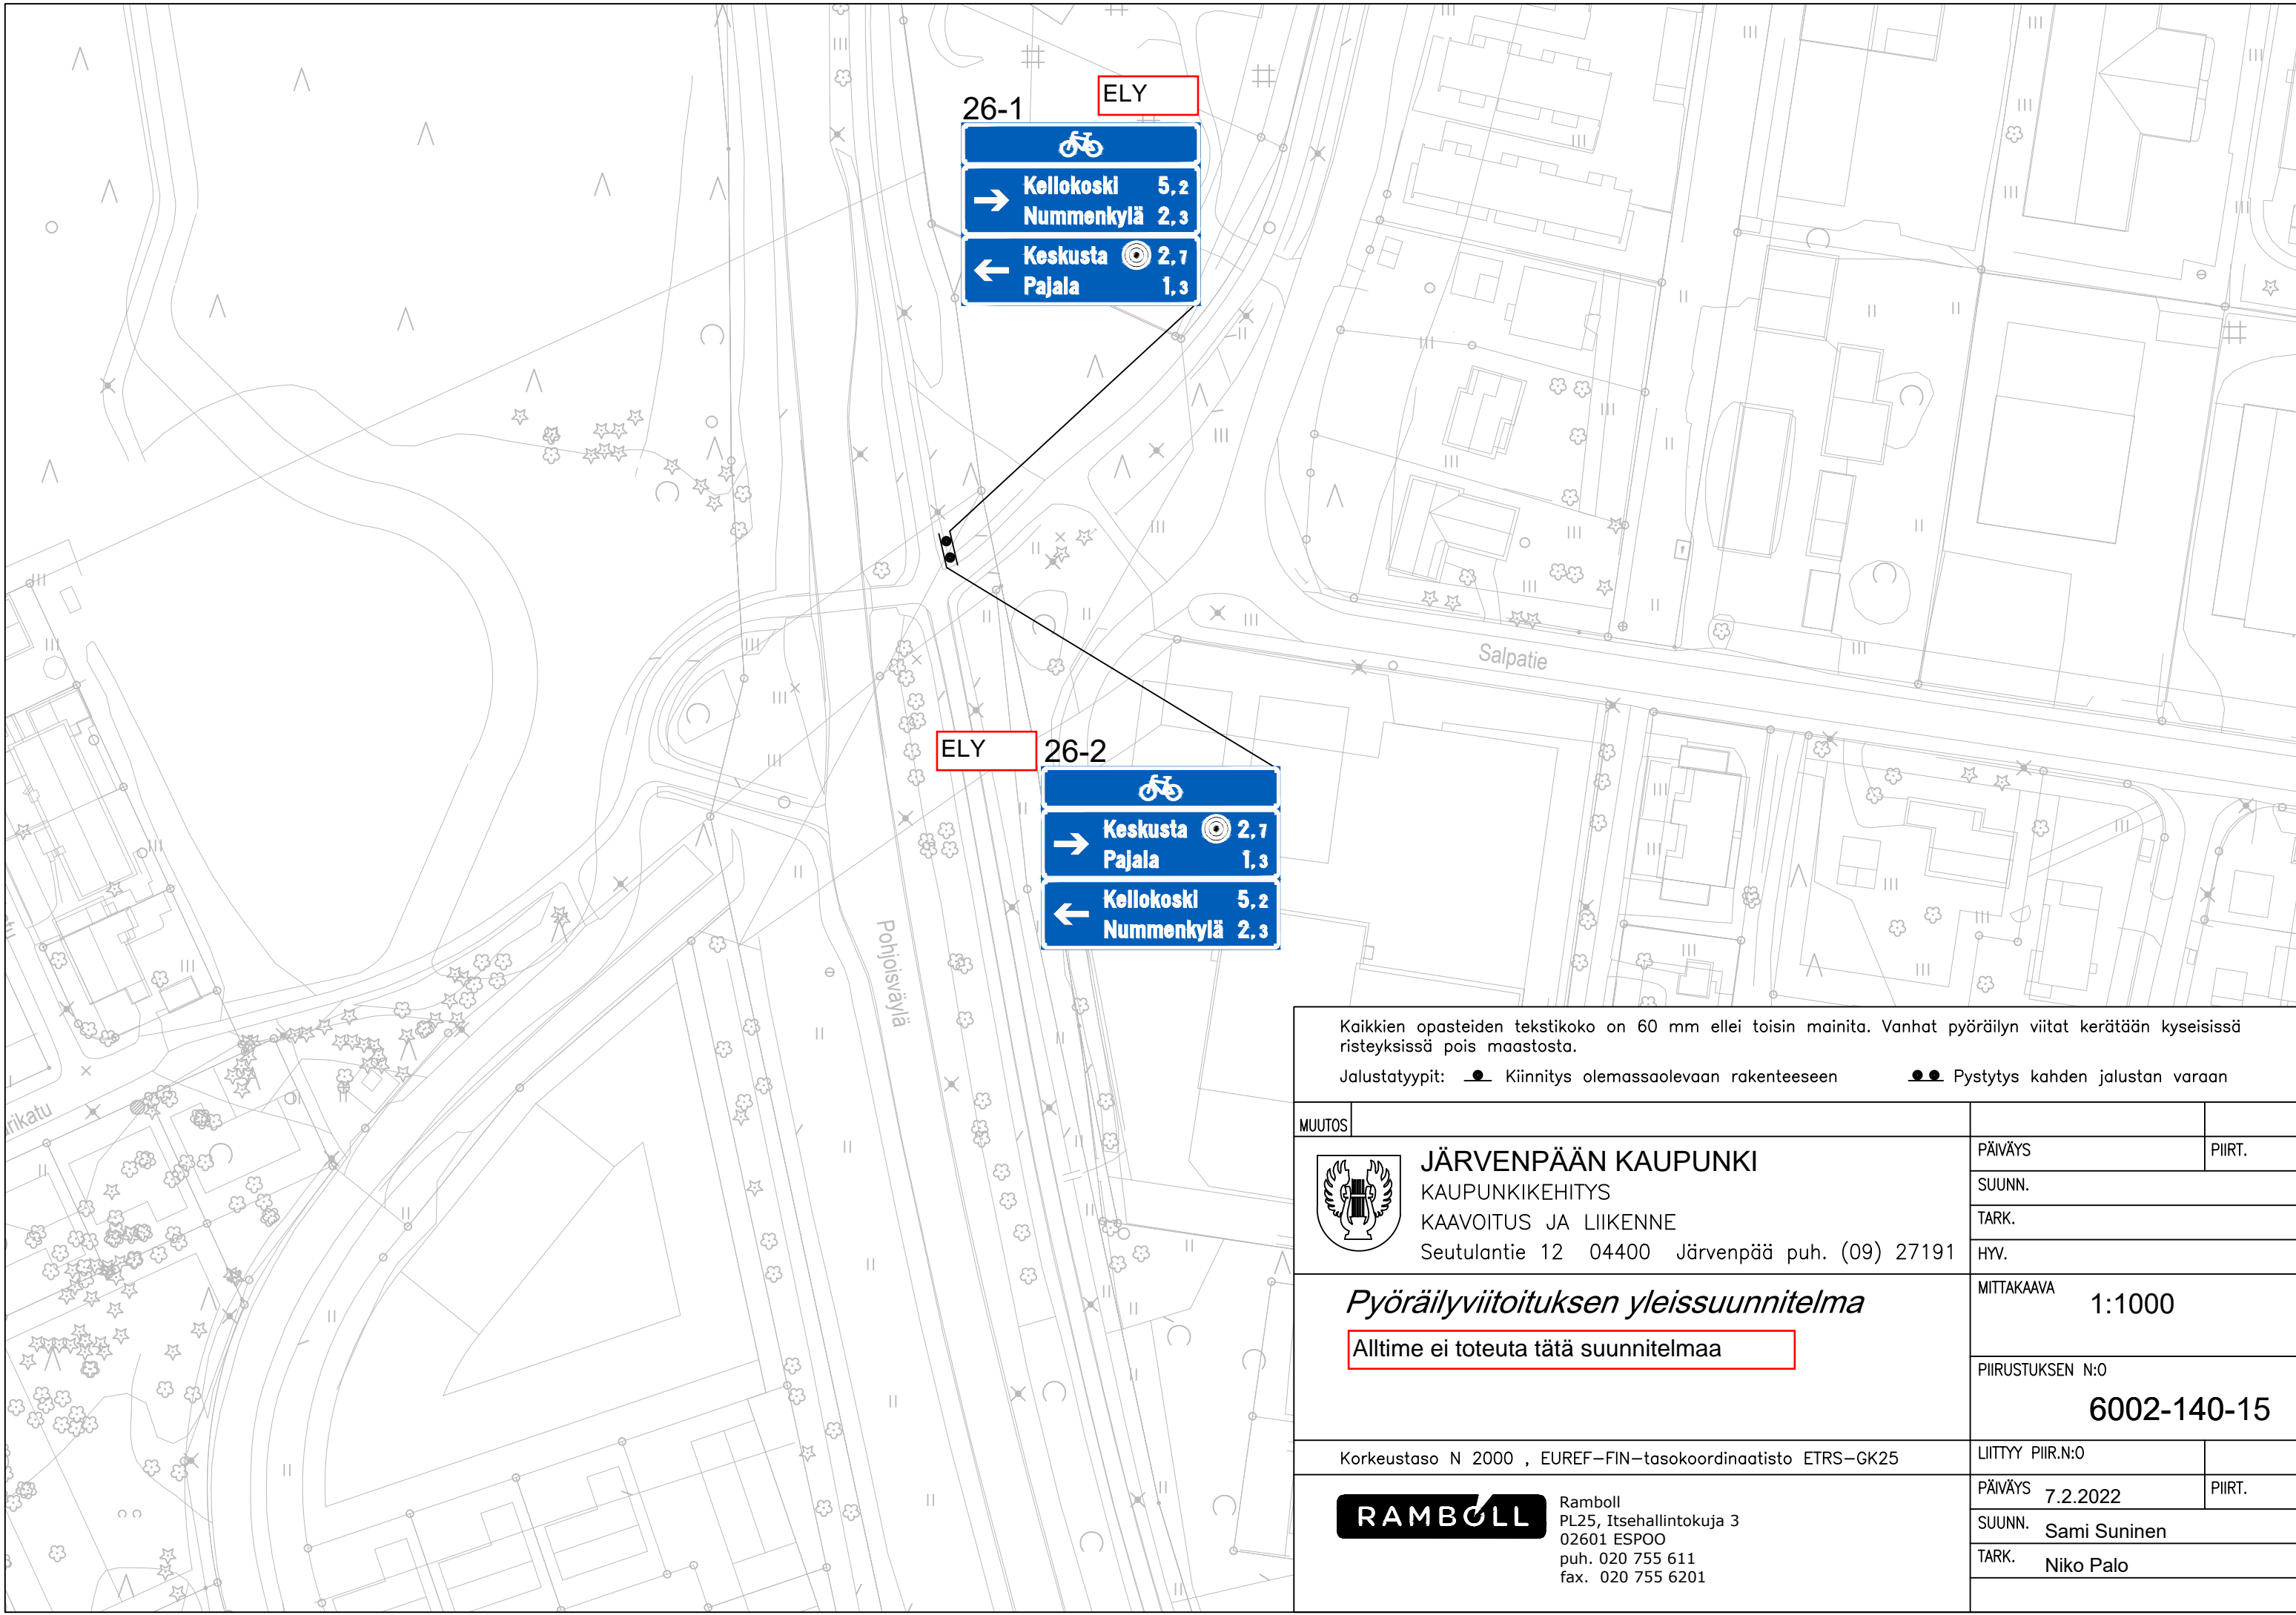 26-1
ELY
Kellokoski 5,2
Nummenkylä 2,3
Keskusta 2,7
Pajala 1,3
Salpatie
ELY
26-2
Keskusta 2,7
Pajala 1,3
Kellokoski 5,2
Nummenkylä 2,3
Pohjoisväylä
rikatu
Kaikkien opasteiden tekstikoko on 60 mm ellei toisin mainita. Vanhat pyöräilyn viitat kerätään kyseisissä
risteyksissä pois maastosta.
Jalustatyypit: Kiinnitys olemassaolevaan rakenteeseen Pystytys kahden jalustan varaan
MUUTOS
JÄRVENPÄÄN KAUPUNKI
KAUPUNKIKEHITYS
KAAVOITUS JA LIIKENNE
Seutulantie 12 04400 Järvenpää puh. (09) 27191
PÄIVÄYS PIIRT.
SUUNN.
TARK.
HYV.
Pyöräilyviitoituksen yleissuunnitelma
Alltime ei toteuta tätä suunnitelmaa
MITTAKAAVA 1:1000
PIIRUSTUKSEN N:O
6002-140-15
Korkeustaso N 2000 , EUREF-FIN-tasokoordinaatisto ETRS-GK25
LIITTYY PIIR.N:O
RAMBOLL
Ramboll
PL25, Itsehallintokuja 3
02601 ESPOO
puh. 020 755 611
fax. 020 755 6201
PÄIVÄYS 7.2.2022 PIIRT.
SUUNN. Sami Suninen
TARK. Niko Palo